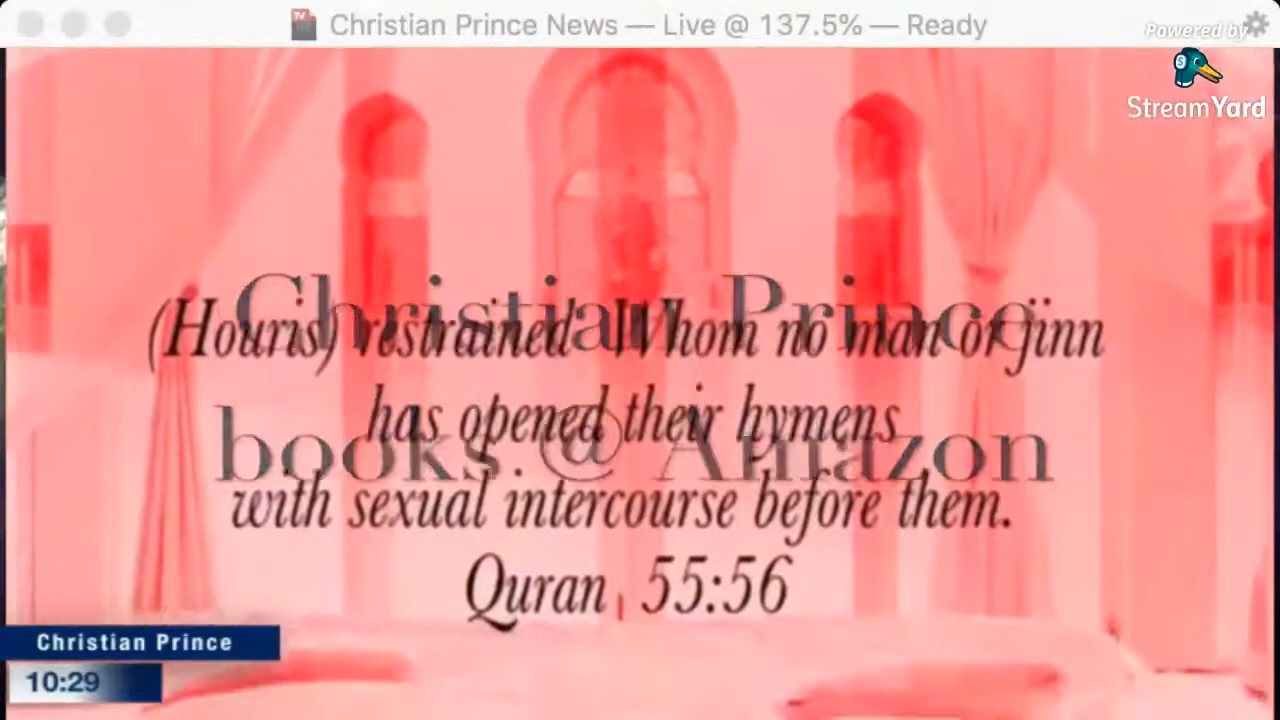 Christian Prince News — Live @ 137.5% — Ready
Powered by
StreamYard
Christian Prince
books @ Amazon
(Houris) restrained Whom no man or jinn
has opened their hymens
with sexual intercourse before them.
Quran 55:56
Christian Prince
10:29